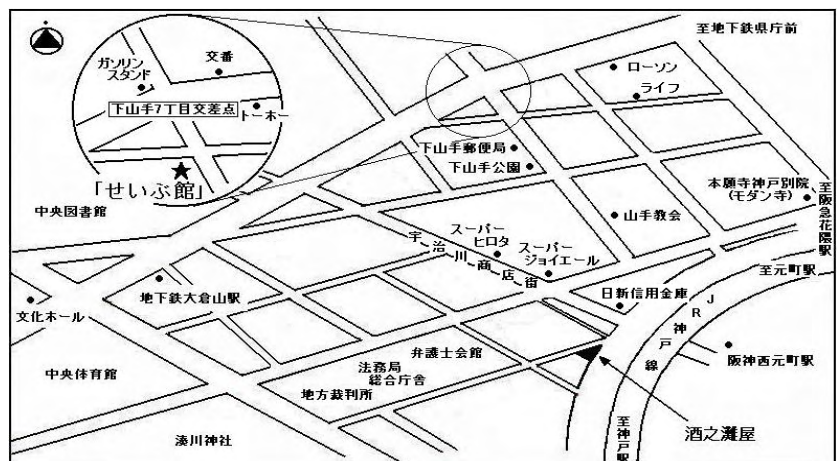 至地下鉄県庁前
ガソリン
スタンド
交番
下山手7丁目交差点
トーホー
「せいぶ館」
ローソン
ライフ
下山手郵便局
下山手公園
本願寺神戸別院
(モダン寺)
至阪急花隈駅
中央図書館
山手教会
宇治川商店街
スーパー
ヒロタ
スーパー
ジョイエール
至元町駅
地下鉄大倉山駅
日新信用金庫
文化ホール
JR神戸線
弁護士会館
阪神西元町駅
中央体育館
法務局
総合庁舎
地方裁判所
湊川神社
至神戸駅
酒之灘屋